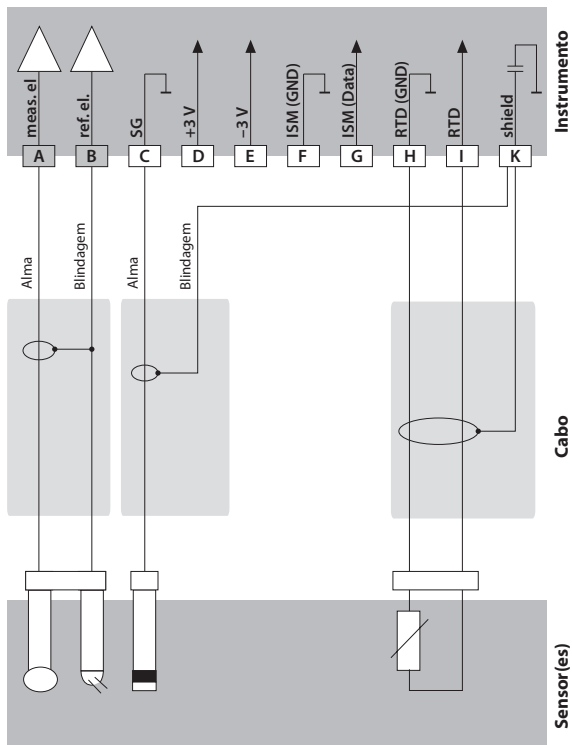 Instrumento
meas. el
ref. el.
SG
+3 V
–3 V
ISM (GND)
ISM (Data)
RTD (GND)
RTD
shield
A
B
C
D
E
F
G
H
I
K
Alma
Blindagem
Alma
Blindagem
Cabo
Sensor(es)